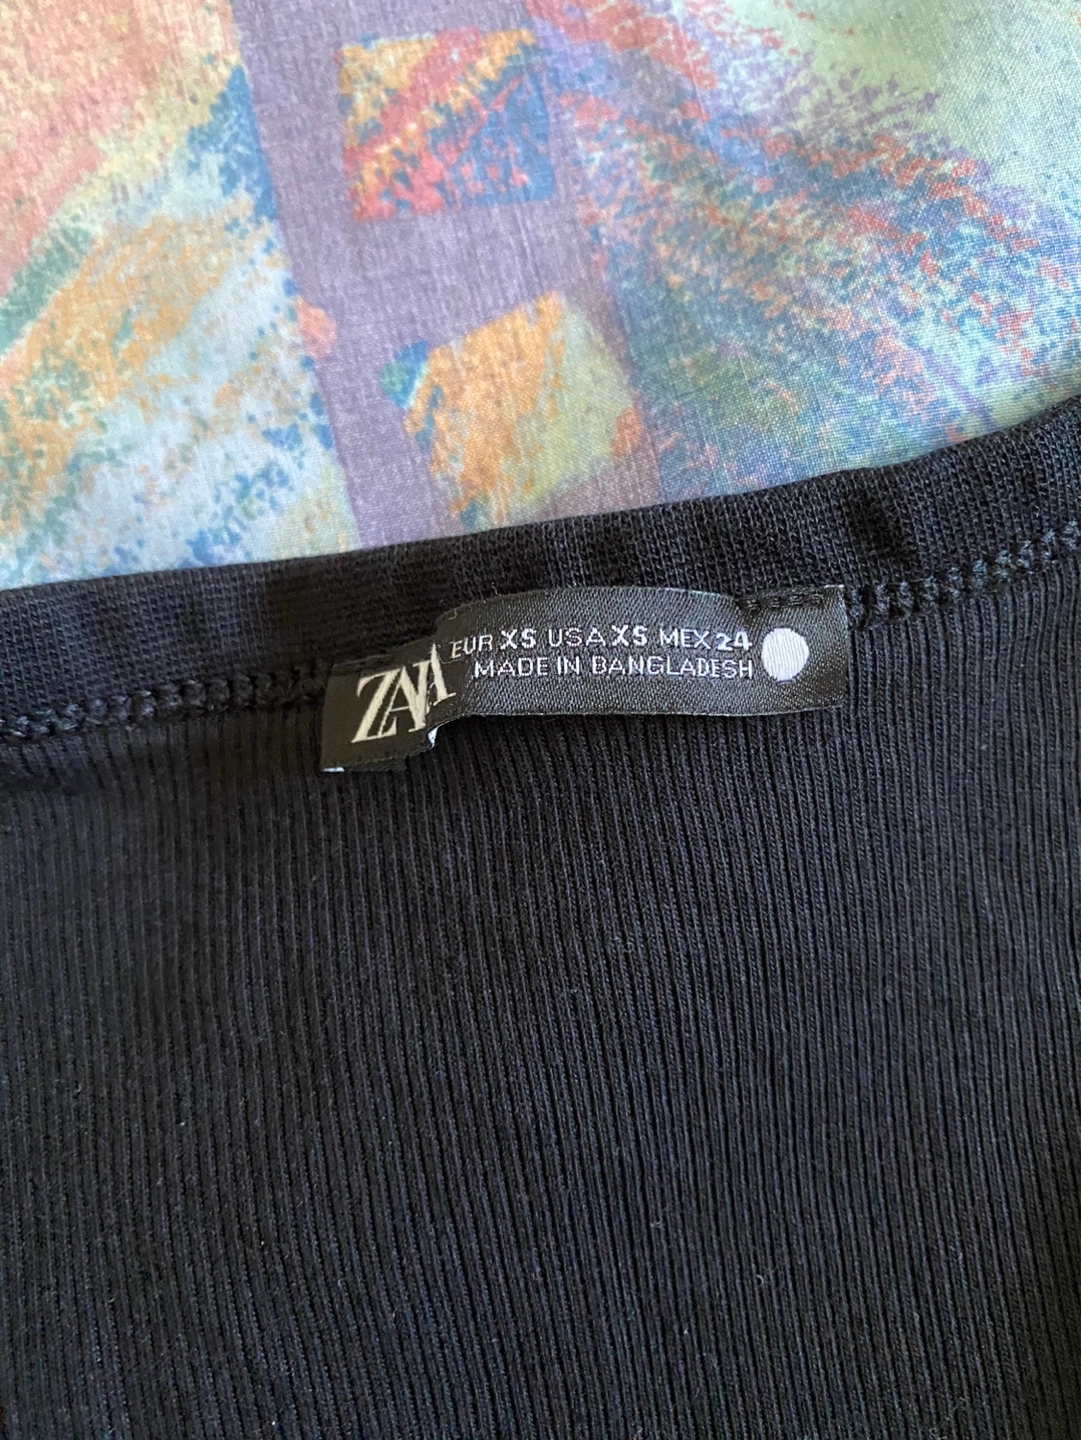 ZARA
EUR XS USA XS MEX 24
MADE IN BANGLADESH